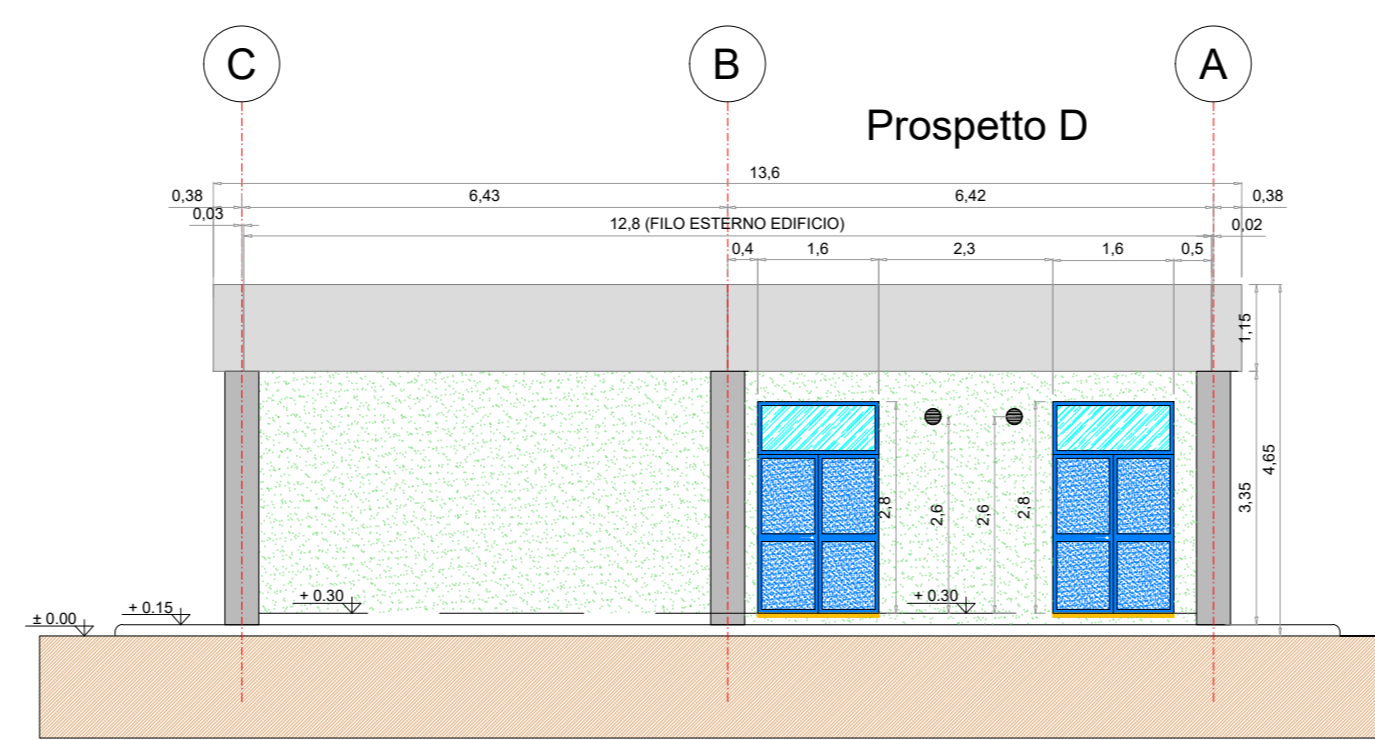 C B A
Prospetto D
13,6
0,38 6,43 6,42 0,38
0,03 12,8 (FILO ESTERNO EDIFICIO) 0,02
0,4 1,6 2,3 1,6 0,5
1,15
4,65
3,35
2,8 2,6 2,6 2,8
+ 0.30 + 0.30
+ 0.15
± 0.00